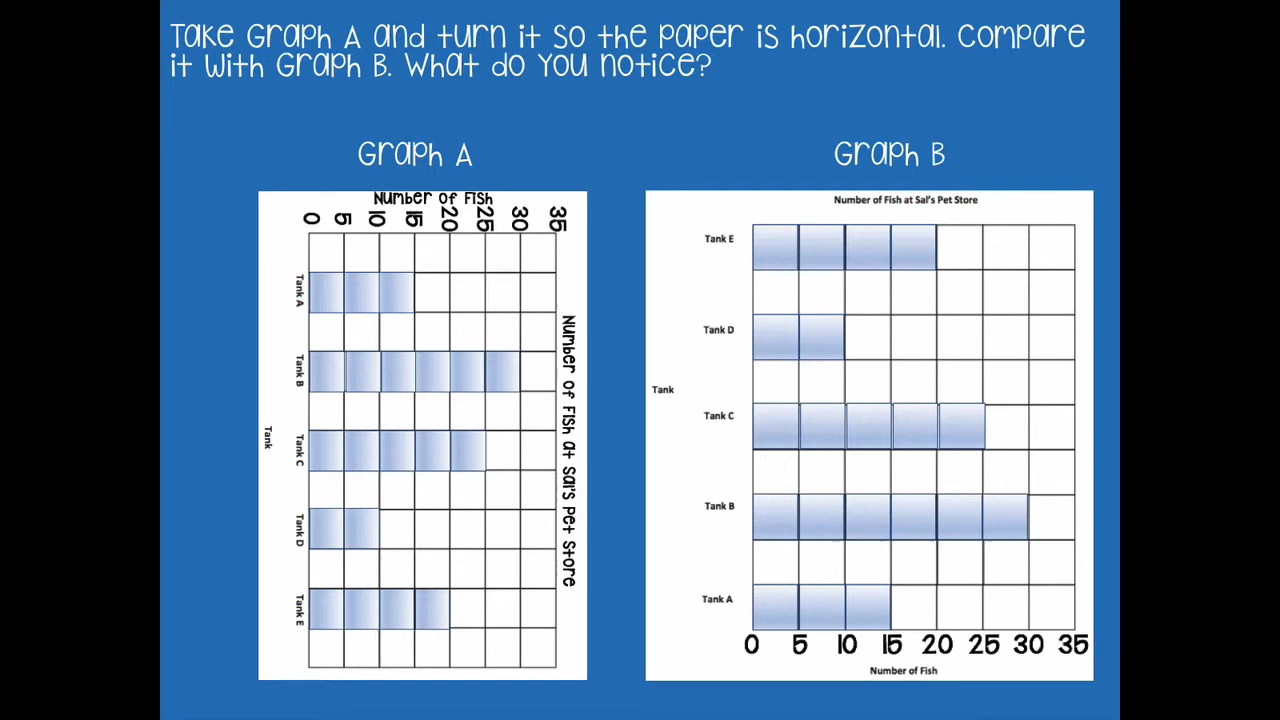 Take Graph A and turn it so the paper is horizontal. Compare
it with Graph B. What do you notice?
Graph A
Graph B
Number of Fish
0 5 10 15 20 25 30 35
Tank A
Tank B
Tank C
Tank D
Tank E
Tank
Number of Fish at Sal's Pet Store
Number of Fish at Sal's Pet Store
Tank E
Tank D
Tank C
Tank B
Tank A
Tank
0 5 10 15 20 25 30 35
Number of Fish